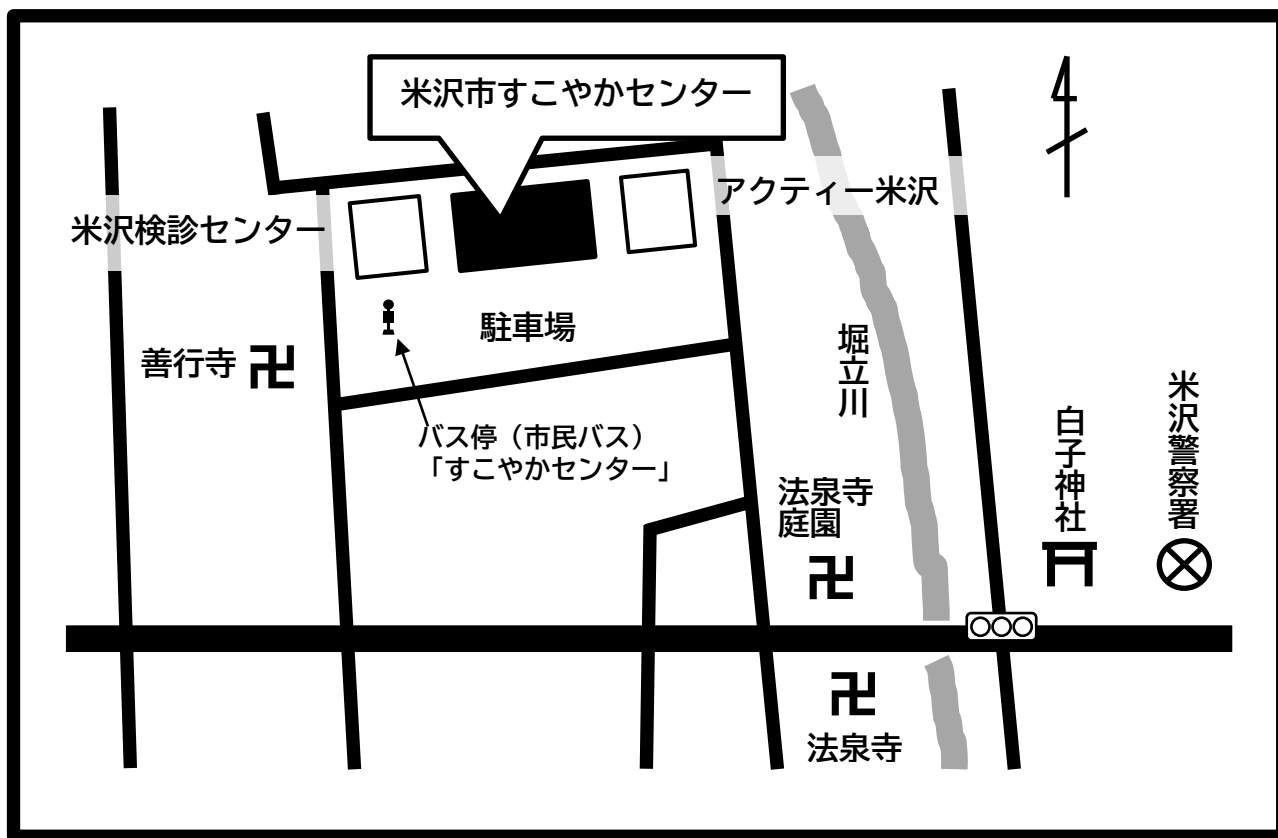 米沢市すこやかセンター
アクティー米沢
米沢検診センター
駐車場
善行寺 卍
堀立川
バス停（市民バス）
「すこやかセンター」
白子神社
米沢警察署
法泉寺
庭園
卍
卍
法泉寺